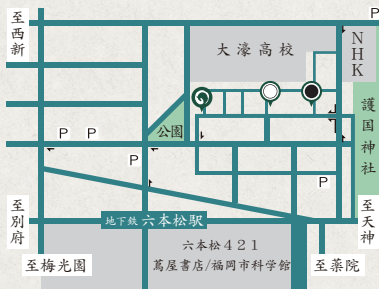 P
至西新
大濠高校
NHK
護国神社
公園
P P
P
P
至別府
地下鉄 六本松駅
至天神
六本松421
蔦屋書店/福岡市科学館
至梅光園
至薬院